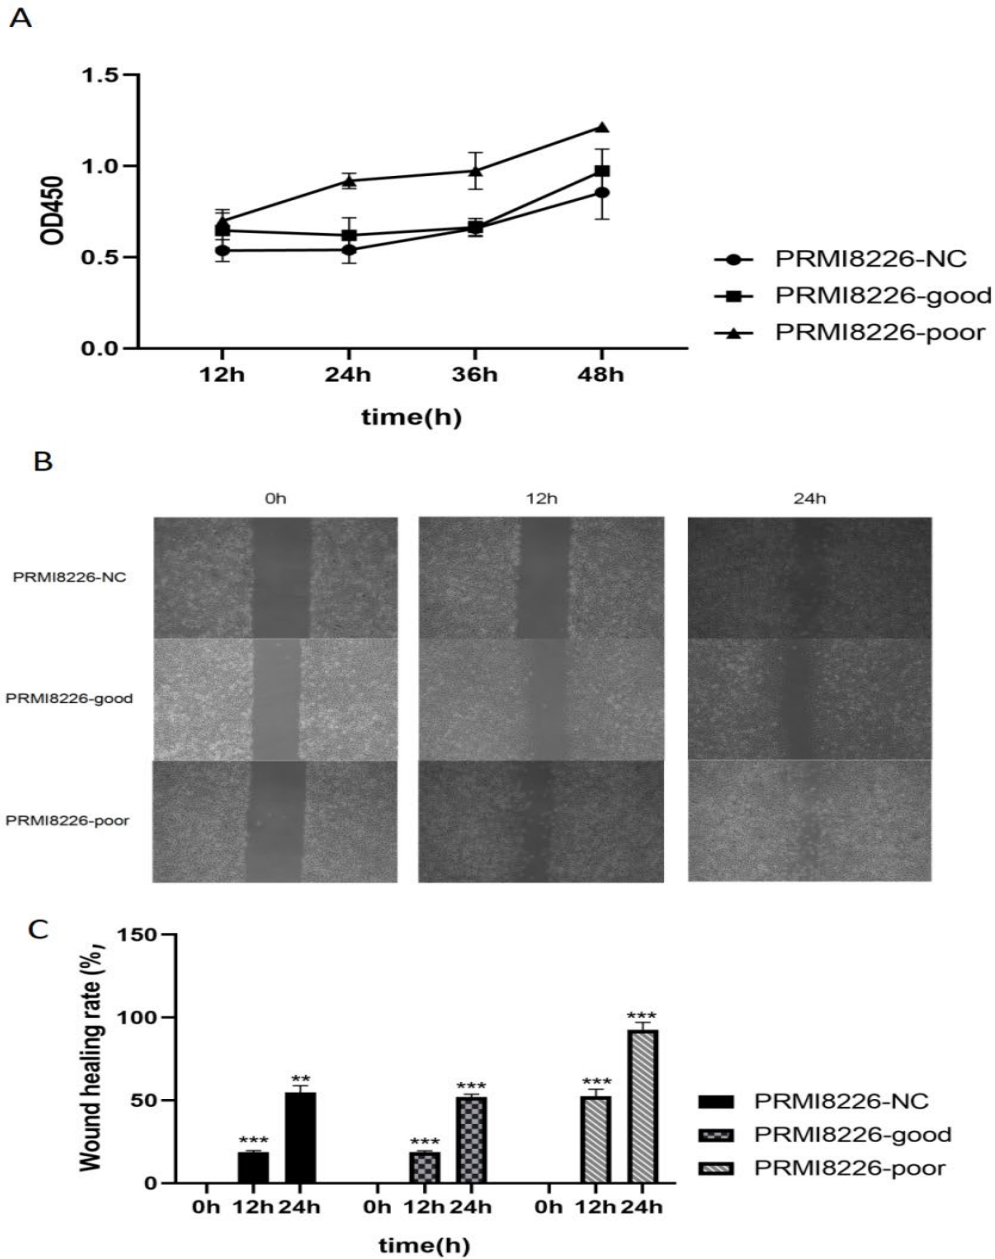 A
1.5
1.0
0.5
0.0
OD450
12h 24h 36h 48h
time(h)
PRMI8226-NC
PRMI8226-good
PRMI8226-poor
B
0h 12h 24h
PRMI8226-NC
PRMI8226-good
PRMI8226-poor
C
150
100
50
0
Wound healing rate (%,
*** ** *** *** *** ***
0h 12h 24h 0h 12h 24h 0h 12h 24h
time(h)
PRMI8226-NC
PRMI8226-good
PRMI8226-poor